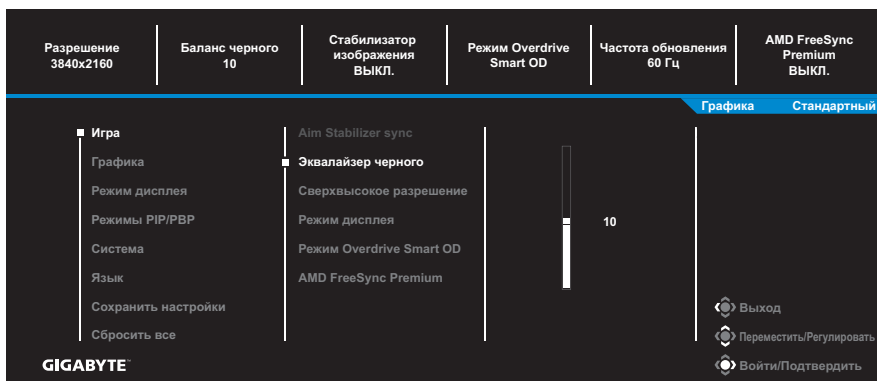 Разрешение
3840x2160
Баланс черного
10
Стабилизатор
изображения
ВЫКЛ.
Режим Overdrive
Smart OD
Частота обновления
60 Гц
AMD FreeSync
Premium
ВЫКЛ.
Графика Стандартный
Игра
Графика
Режим дисплея
Режимы PIP/PBP
Система
Язык
Сохранить настройки
Сбросить все
Aim Stabilizer sync
Эквалайзер черного
Сверхвысокое разрешение
Режим дисплея
Режим Overdrive Smart OD
AMD FreeSync Premium
10
Выход
Переместить/Регулировать
Войти/Подтвердить
GIGABYTE™